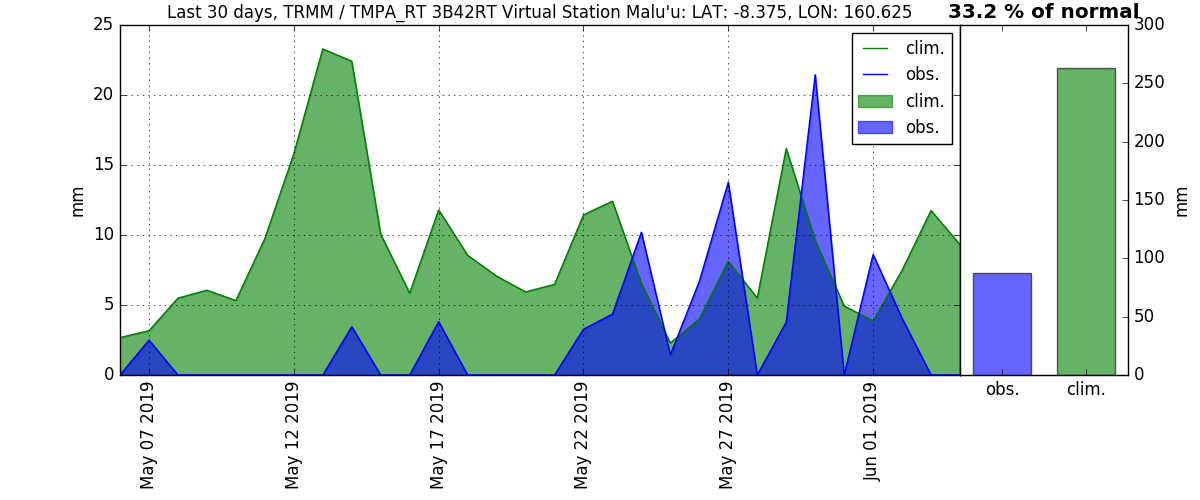 Last 30 days, TRMM / TMPA_RT 3B42RT Virtual Station Malu'u: LAT: -8.375, LON: 160.625
33.2 % of normal
25
20
15
10
5
0
mm
clim.
obs.
clim.
obs.
May 07 2019
May 12 2019
May 17 2019
May 22 2019
May 27 2019
Jun 01 2019
300
250
200
150
100
50
0
mm
obs.
clim.